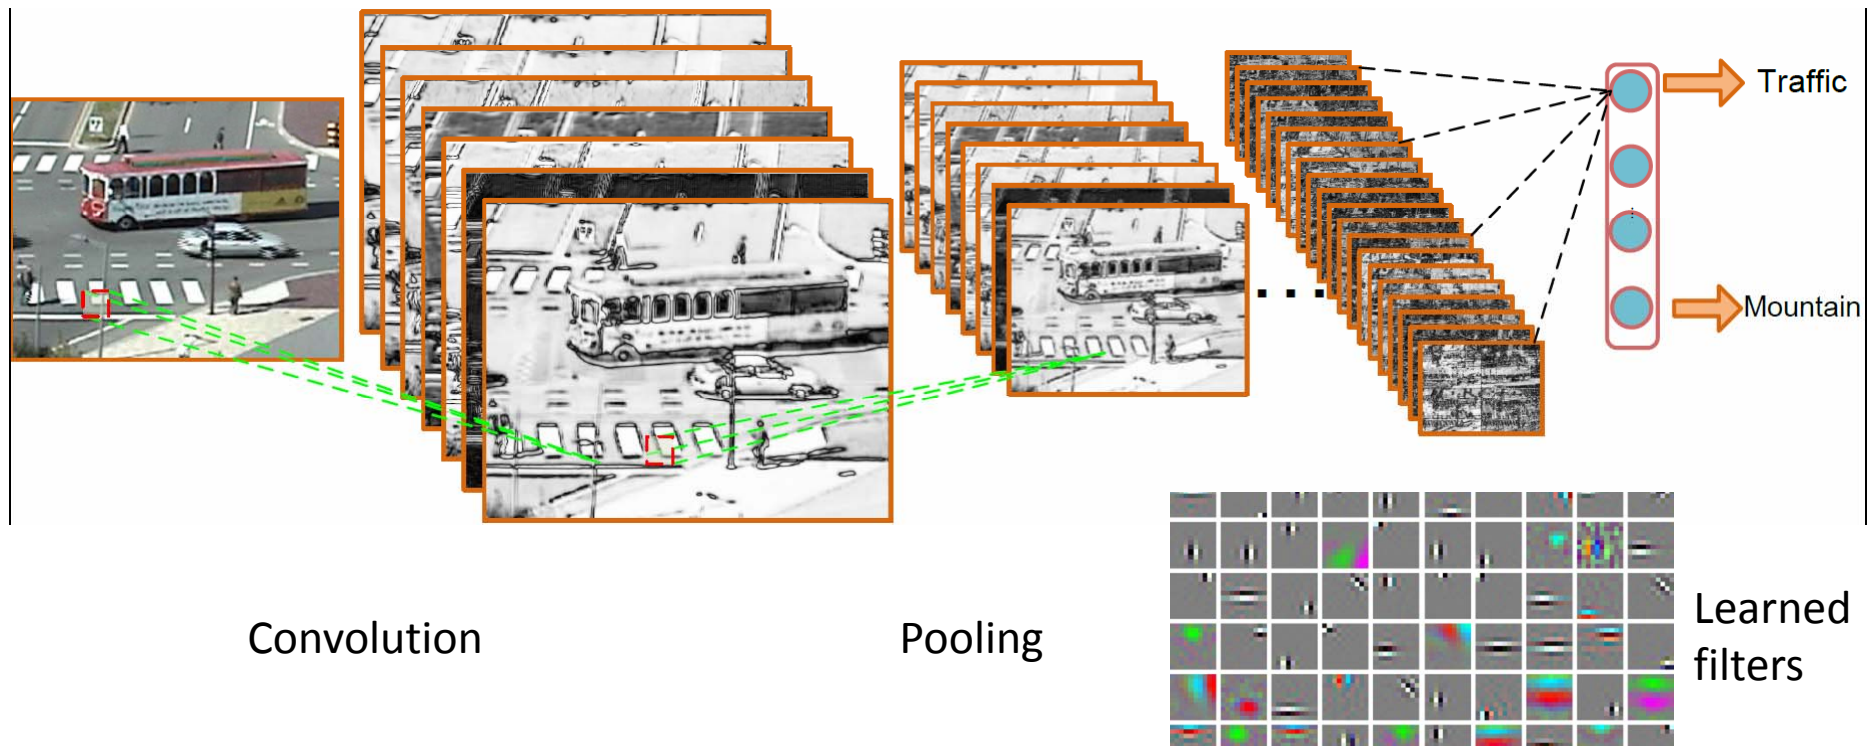 Traffic
Mountain
Convolution
Pooling
Learned
filters